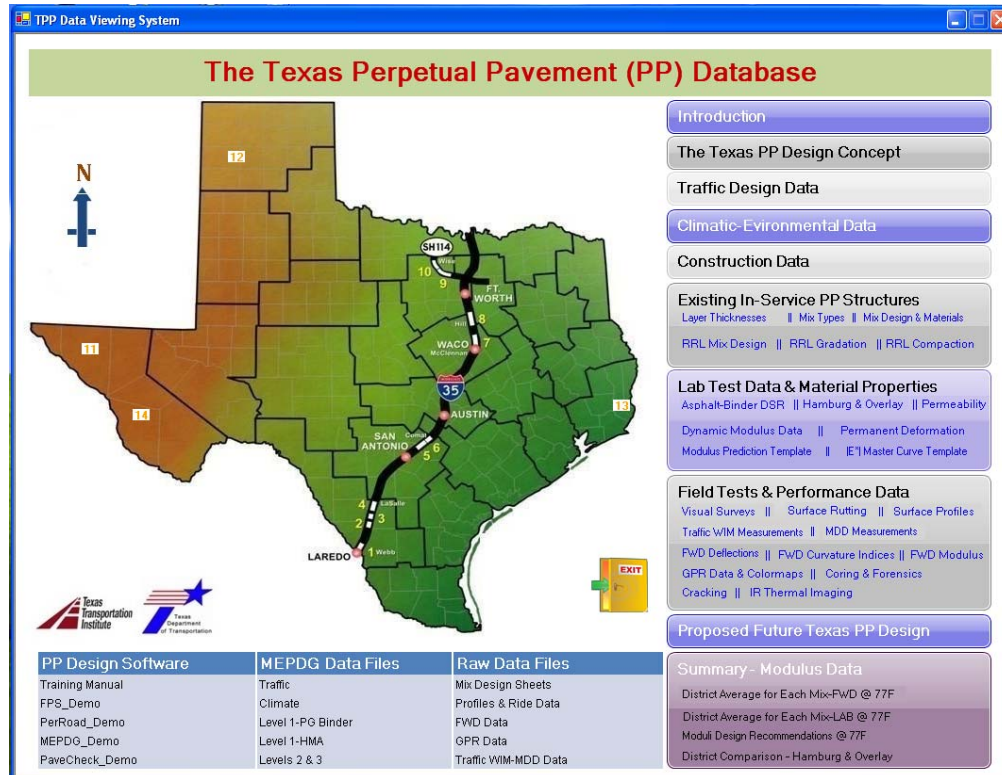 TPP Data Viewing System
The Texas Perpetual Pavement (PP) Database
12
N
SH114
Wise
10
9
FT.
WORTH
8
Hill
WACO
McClennan
7
11
INTERSTATE
35
14
AUSTIN
13
SAN
ANTONIO
Comal
6
5
4
LaSalle
2
3
LAREDO
1
Webb
EXIT
Texas
Transportation
Institute
Texas
Department
of Transportation
Introduction
The Texas PP Design Concept
Traffic Design Data
Climatic-Evironmental Data
Construction Data
Existing In-Service PP Structures
Layer Thicknesses || Mix Types || Mix Design & Materials
RRL Mix Design || RRL Gradation || RRL Compaction
Lab Test Data & Material Properties
Asphalt-Binder DSR || Hamburg & Overlay || Permeability
Dynamic Modulus Data || Permanent Deformation
Modulus Prediction Template || |E*| Master Curve Template
Field Tests & Performance Data
Visual Surveys || Surface Rutting || Surface Profiles
Traffic WIM Measurements || MDD Measurements
FWD Deflections || FWD Curvature Indices || FWD Modulus
GPR Data & Colormaps || Coring & Forensics
Cracking || IR Thermal Imaging
Proposed Future Texas PP Design
Summary - Modulus Data
District Average for Each Mix-FWD @ 77F
District Average for Each Mix-LAB @ 77F
Moduli Design Recommendations @ 77F
District Comparison - Hamburg & Overlay
PP Design Software
Training Manual
FPS_Demo
PerRoad_Demo
MEPDG_Demo
PaveCheck_Demo
MEPDG Data Files
Traffic
Climate
Level 1-PG Binder
Level 1-HMA
Levels 2 & 3
Raw Data Files
Mix Design Sheets
Profiles & Ride Data
FWD Data
GPR Data
Traffic WIM-MDD Data